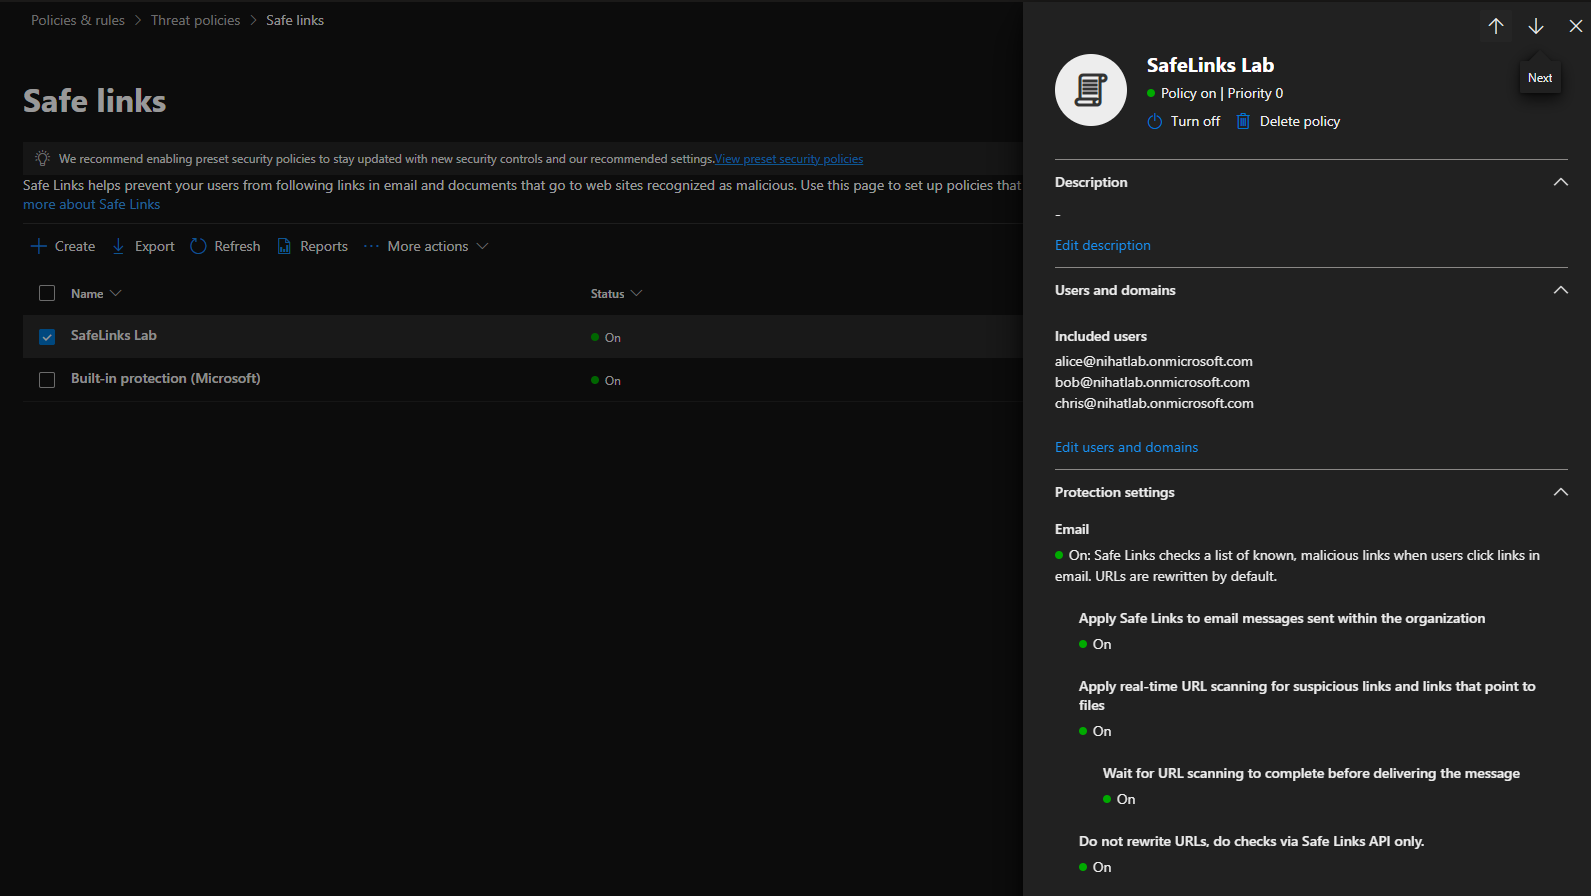 Policies & rules > Threat policies > Safe links
Safe links
We recommend enabling preset security policies to stay updated with new security controls and our recommended settings.View preset security policies
Safe Links helps prevent your users from following links in email and documents that go to web sites recognized as malicious. Use this page to set up policies that
more about Safe Links
Create Export Refresh Reports ··· More actions
Name Status
SafeLinks Lab On
Built-in protection (Microsoft) On
Next
SafeLinks Lab
Policy on | Priority 0
Turn off Delete policy
Description
-
Edit description
Users and domains
Included users
alice@nihatlab.onmicrosoft.com
bob@nihatlab.onmicrosoft.com
chris@nihatlab.onmicrosoft.com
Edit users and domains
Protection settings
Email
On: Safe Links checks a list of known, malicious links when users click links in
email. URLs are rewritten by default.
Apply Safe Links to email messages sent within the organization
On
Apply real-time URL scanning for suspicious links and links that point to
files
On
Wait for URL scanning to complete before delivering the message
On
Do not rewrite URLs, do checks via Safe Links API only.
On